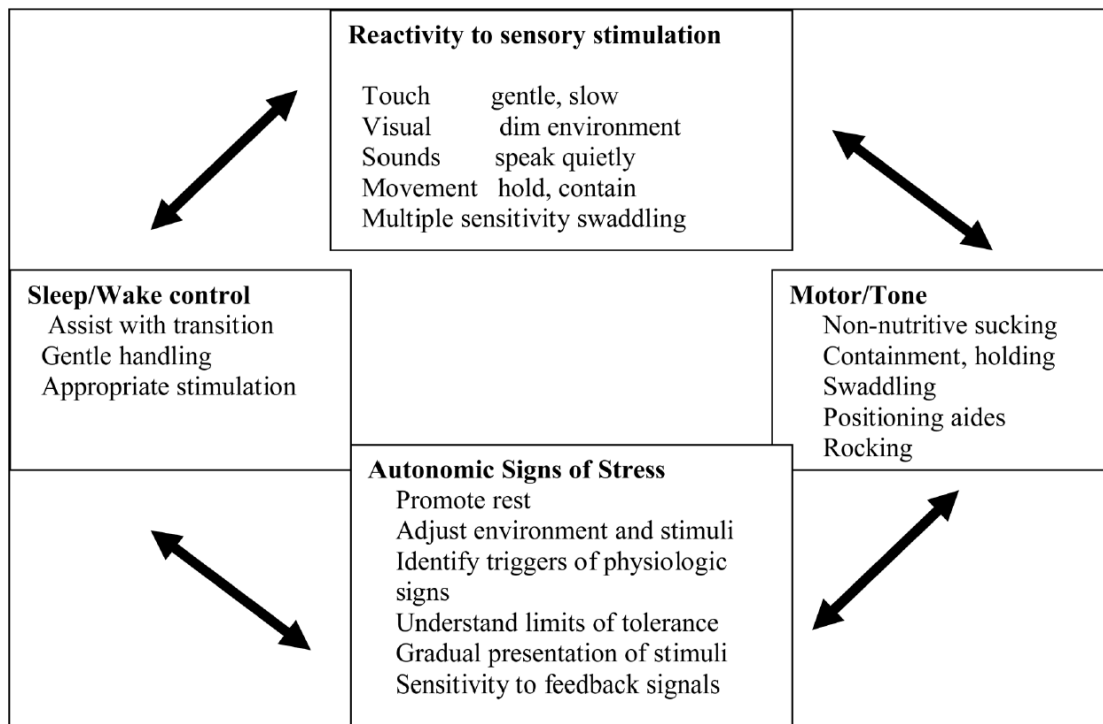 Reactivity to sensory stimulation
Touch gentle, slow
Visual dim environment
Sounds speak quietly
Movement hold, contain
Multiple sensitivity swaddling
Sleep/Wake control
Assist with transition
Gentle handling
Appropriate stimulation
Motor/Tone
Non-nutritive sucking
Containment, holding
Swaddling
Positioning aides
Rocking
Autonomic Signs of Stress
Promote rest
Adjust environment and stimuli
Identify triggers of physiologic
signs
Understand limits of tolerance
Gradual presentation of stimuli
Sensitivity to feedback signals